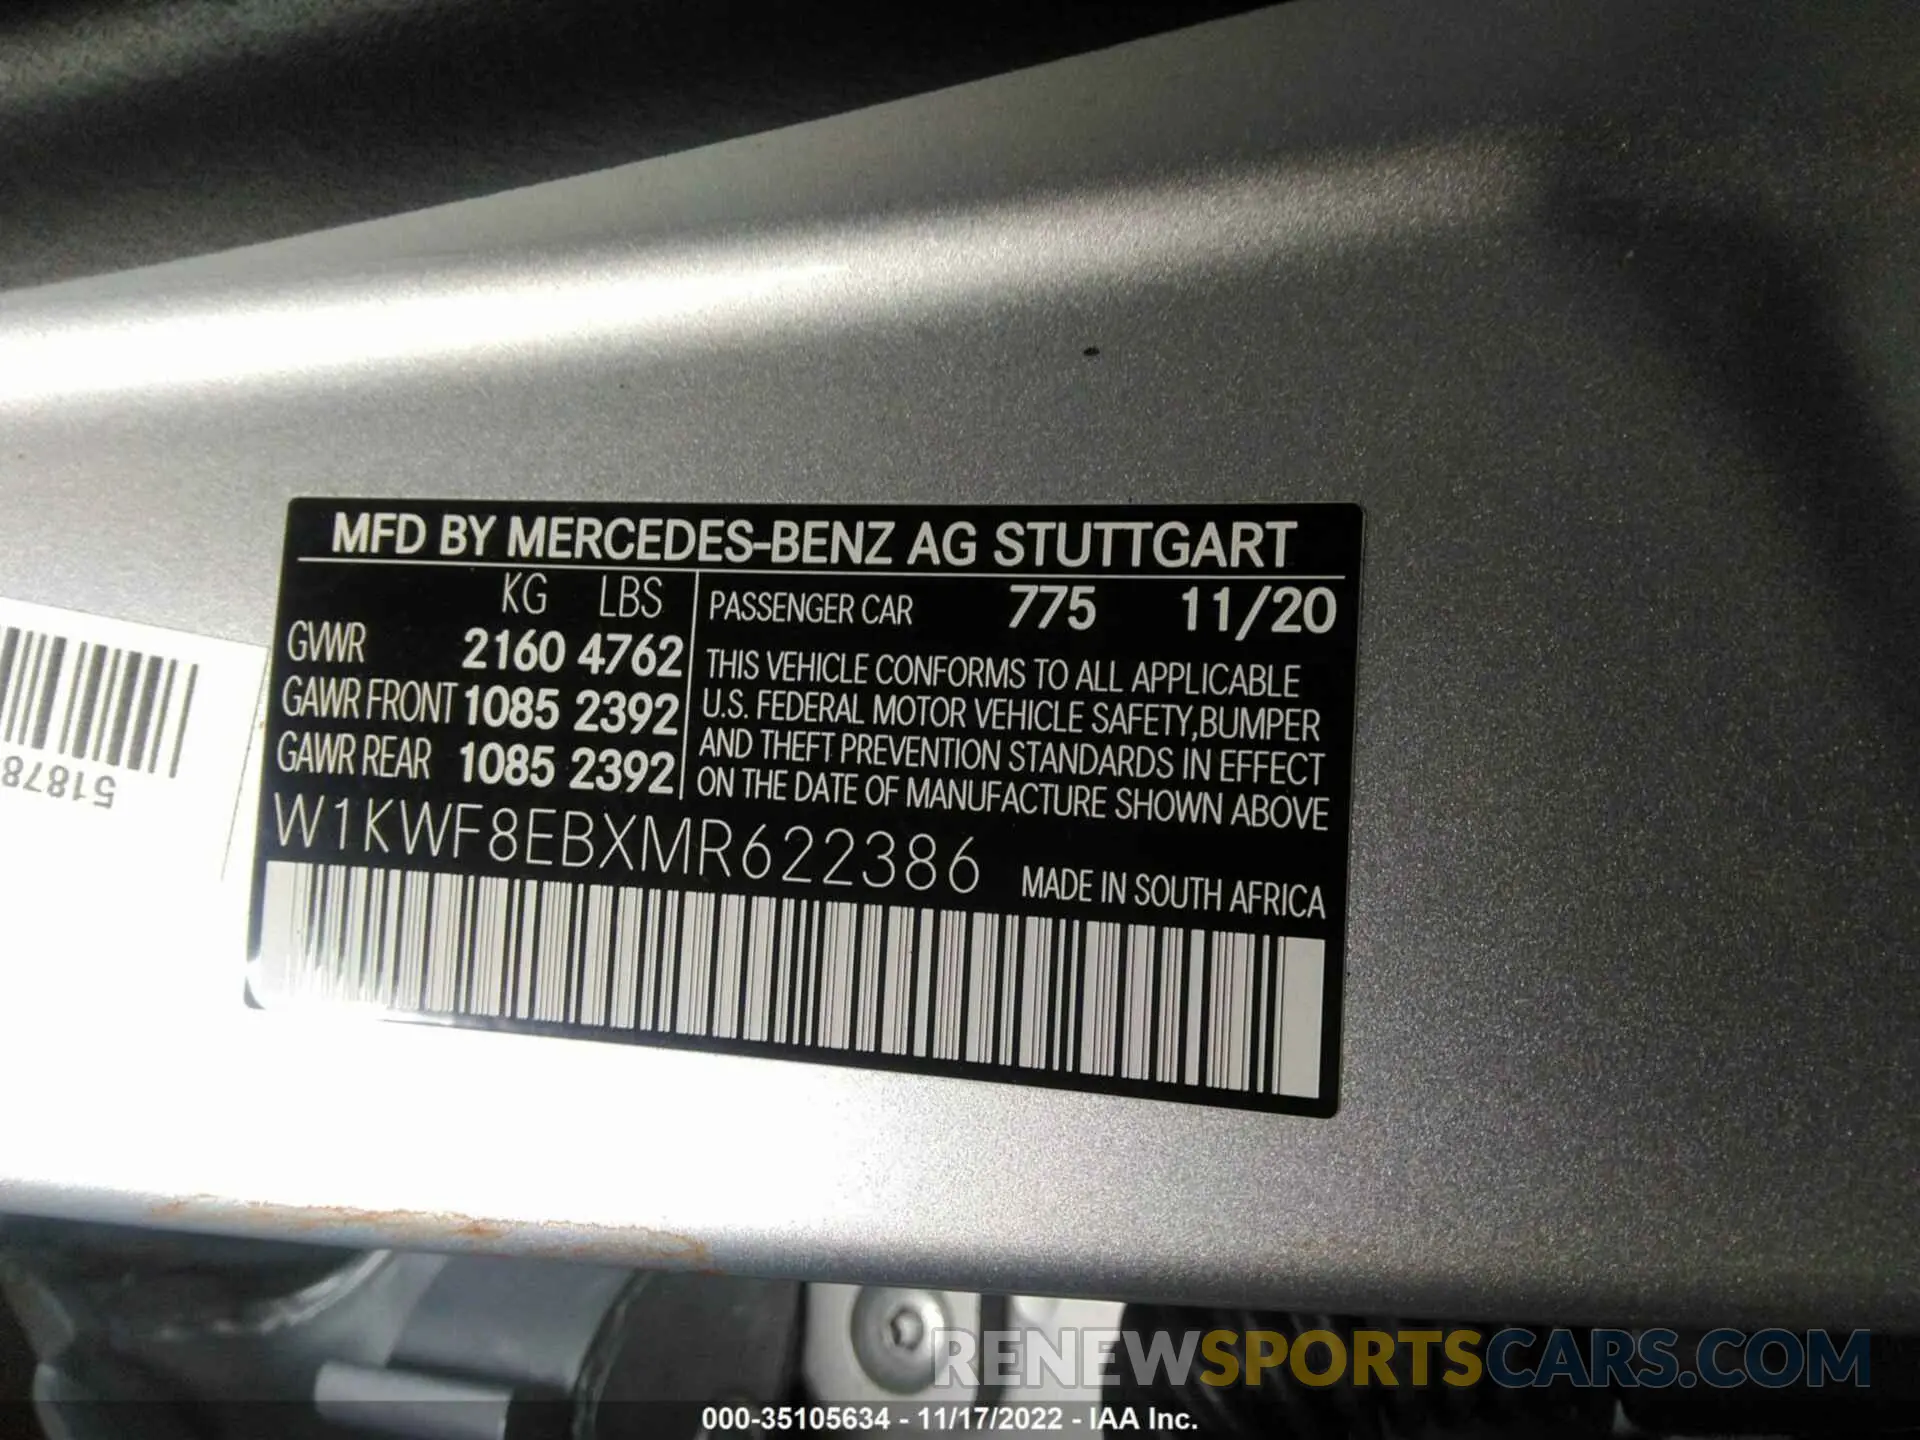 MFD BY MERCEDES-BENZ AG STUTTGART
KG LBS
GVWR 2160 4762
GAWR FRONT 1085 2392
GAWR REAR 1085 2392
PASSENGER CAR 775 11/20
THIS VEHICLE CONFORMS TO ALL APPLICABLE
U.S. FEDERAL MOTOR VEHICLE SAFETY,BUMPER
AND THEFT PREVENTION STANDARDS IN EFFECT
ON THE DATE OF MANUFACTURE SHOWN ABOVE
W1KWF8EBXMR622386
MADE IN SOUTH AFRICA
RENEWSPORTSCARS.COM
000-35105634 - 11/17/2022 - IAA Inc.